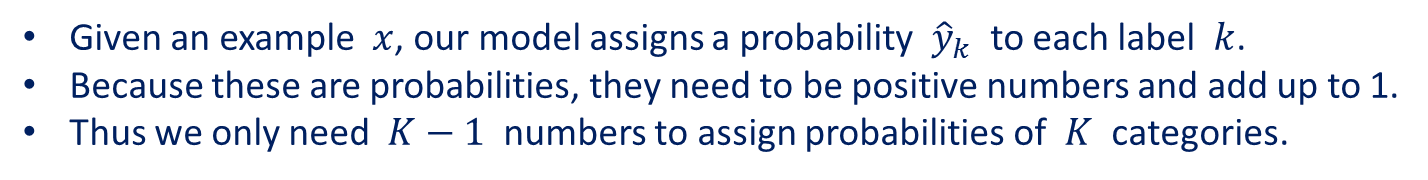 • Given an example x, our model assigns a probability ŷₖ to each label k.
• Because these are probabilities, they need to be positive numbers and add up to 1.
• Thus we only need K − 1 numbers to assign probabilities of K categories.